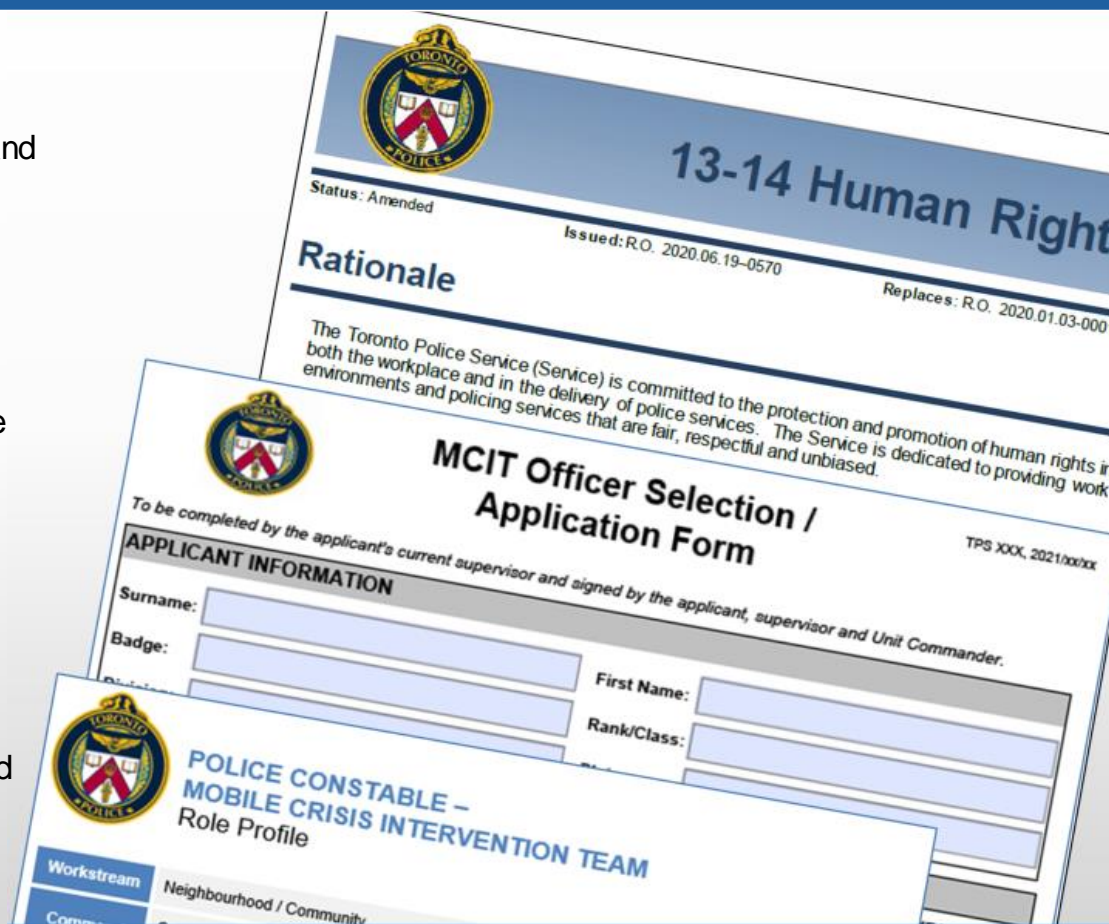 nd
e
d
TORONTO
POLICE
13-14 Human Right
Status: Amended
Issued: R.O. 2020.06.19–0570
Replaces: R.O. 2020.01.03-000
Rationale
The Toronto Police Service (Service) is committed to the protection and promotion of human rights in
both the workplace and in the delivery of police services. The Service is dedicated to providing work
environments and policing services that are fair, respectful and unbiased.
TORONTO
POLICE
MCIT Officer Selection /
Application Form
TPS XXX, 2021/xx/xx
To be completed by the applicant's current supervisor and signed by the applicant, supervisor and Unit Commander.
APPLICANT INFORMATION
Surname:
First Name:
Badge:
Rank/Class:
TORONTO
POLICE
POLICE CONSTABLE –
MOBILE CRISIS INTERVENTION TEAM
Role Profile
Workstream
Neighbourhood / Community